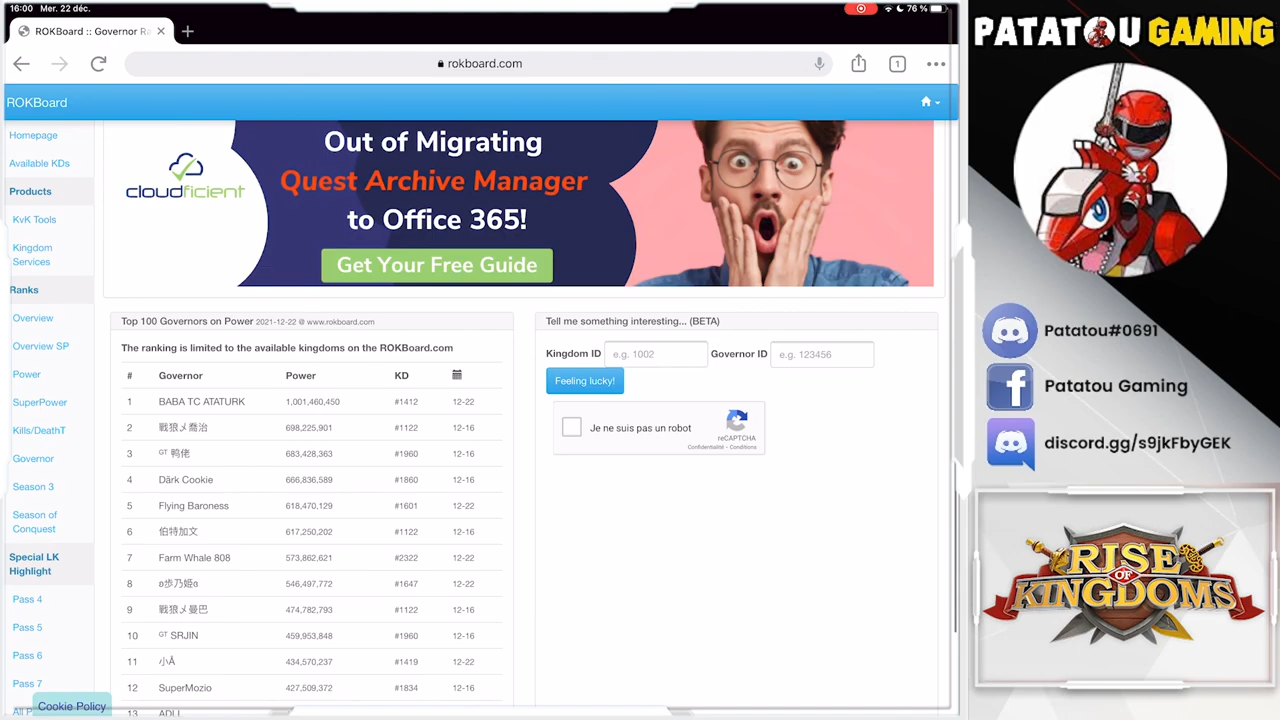 16:00 Mer. 22 déc.
76 %
ROKBoard :: Governor Ra
rokboard.com
ROKBoard
Homepage
Available KDs
Products
KvK Tools
Kingdom
Services
Ranks
Overview
Overview SP
Power
SuperPower
Kills/DeathT
Governor
Season 3
Season of
Conquest
Special LK
Highlight
Pass 4
Pass 5
Pass 6
Pass 7
Cookie Policy
cloudficient
Out of Migrating
Quest Archive Manager
to Office 365!
Get Your Free Guide
Top 100 Governors on Power 2021-12-22 @ www.rokboard.com
The ranking is limited to the available kingdoms on the ROKBoard.com
# Governor Power KD
1 BABA TC ATATURK 1,001,460,450 #1412 12-22
2 戰狼メ喬治 698,225,901 #1122 12-16
3 ᴳᵀ 鸭佬 683,428,363 #1960 12-16
4 Dārk Cookie 666,836,589 #1860 12-16
5 Flying Baroness 618,470,129 #1601 12-22
6 伯特加文 617,250,202 #1122 12-16
7 Farm Whale 808 573,862,621 #2322 12-22
8 ʚ歩乃姫ɞ 546,497,772 #1647 12-22
9 戰狼メ曼巴 474,782,793 #1122 12-16
10 ᴳᵀ SRJIN 459,953,848 #1960 12-16
11 小Å 434,570,237 #1419 12-22
12 SuperMozio 427,509,372 #1834 12-16
Tell me something interesting... (BETA)
Kingdom ID e.g. 1002 Governor ID e.g. 123456
Feeling lucky!
Je ne suis pas un robot
reCAPTCHA
Confidentialité - Conditions
PATATOU GAMING
Patatou#0691
Patatou Gaming
discord.gg/s9jkFbyGEK
RISE
OF
KINGDOMS